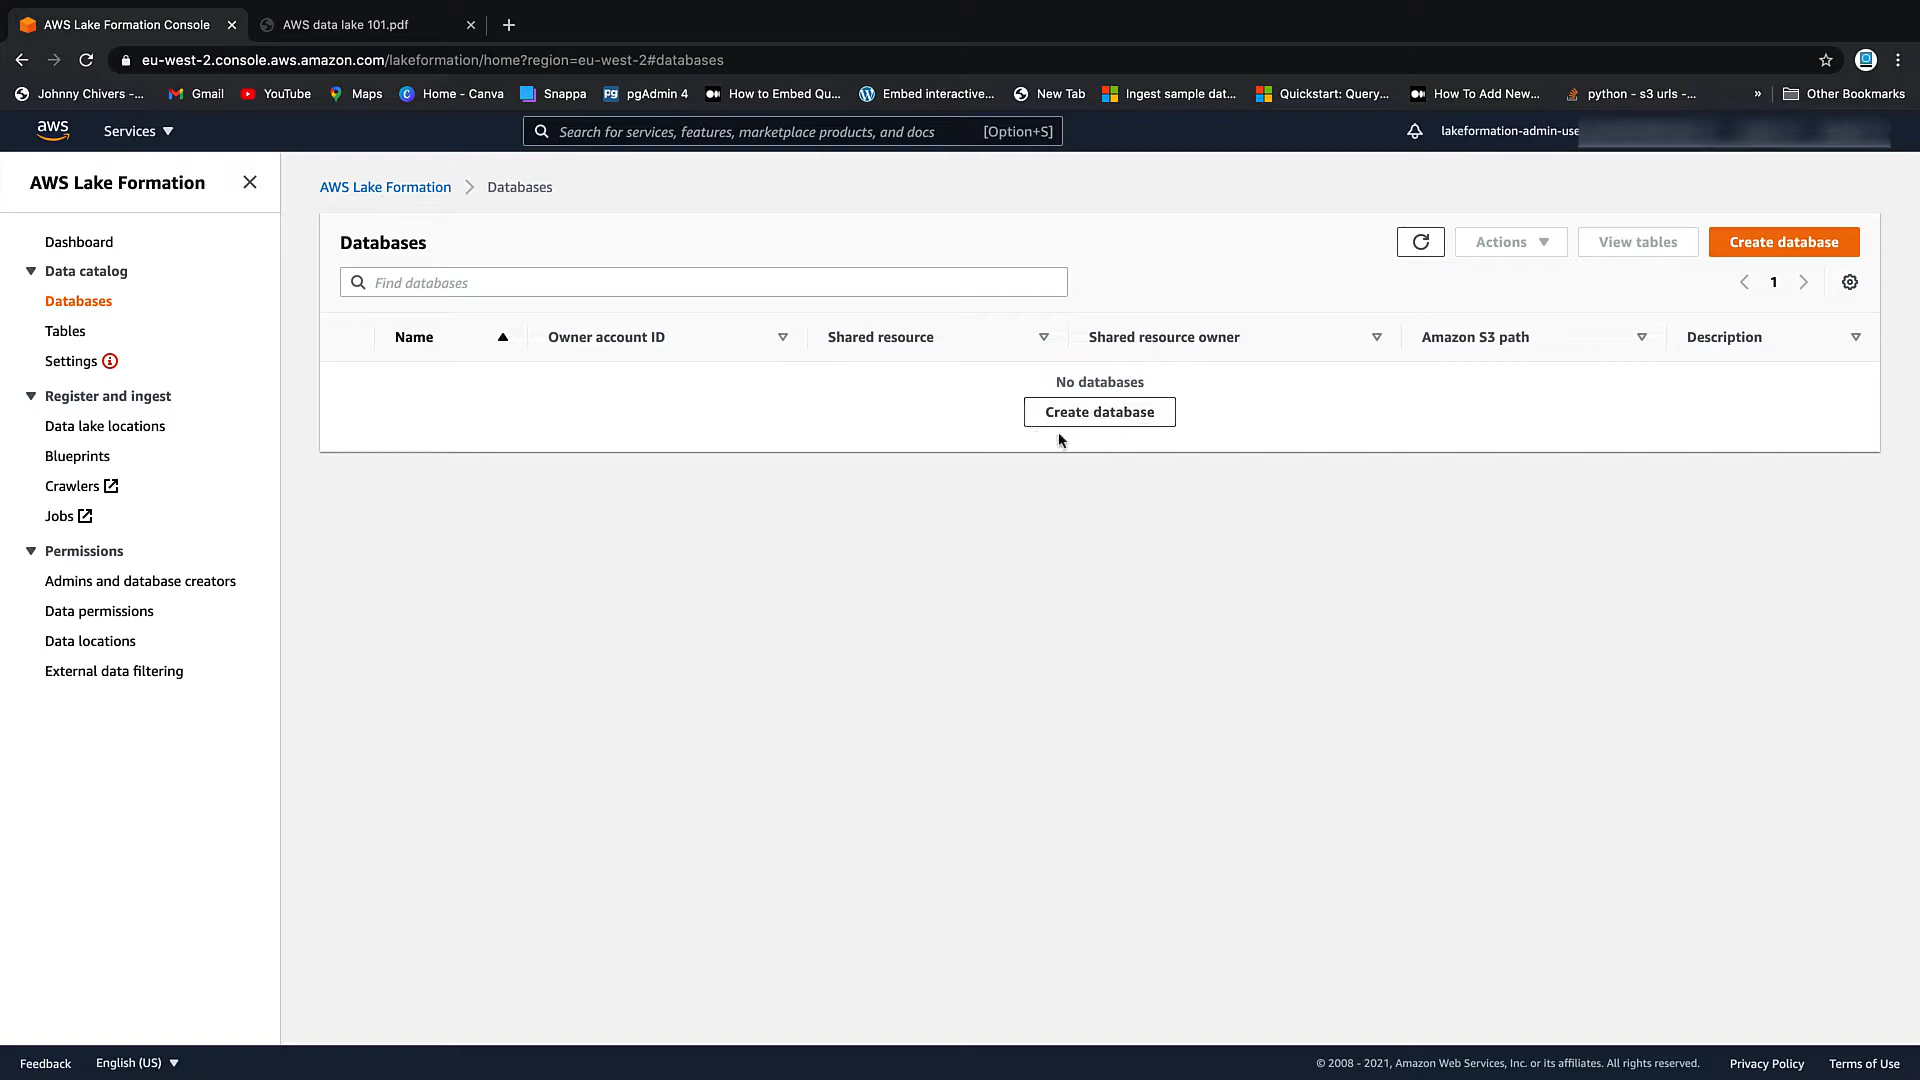 AWS Lake Formation Console
AWS data lake 101.pdf
eu-west-2.console.aws.amazon.com/lakeformation/home?region=eu-west-2#databases
Johnny Chivers -... Gmail YouTube Maps Home - Canva Snappa pgAdmin 4 How to Embed Qu... Embed interactive... New Tab Ingest sample dat... Quickstart: Query,... How To Add New... python - s3 urls -... » Other Bookmarks
aws Services Search for services, features, marketplace products, and docs [Option+S] lakeformation-admin-use
AWS Lake Formation
Dashboard
Data catalog
Databases
Tables
Settings
Register and ingest
Data lake locations
Blueprints
Crawlers
Jobs
Permissions
Admins and database creators
Data permissions
Data locations
External data filtering
AWS Lake Formation > Databases
Databases
Actions View tables Create database
Find databases
1
Name Owner account ID Shared resource Shared resource owner Amazon S3 path Description
No databases
Create database
Feedback English (US) © 2008 - 2021, Amazon Web Services, Inc. or its affiliates. All rights reserved. Privacy Policy Terms of Use